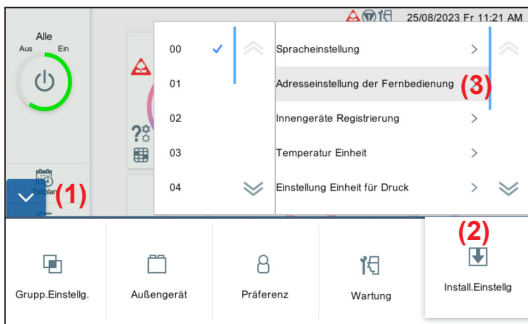 25/08/2023 Fr 11:21 AM
Alle
Aus Ein
00
01
02
03
04
Spracheinstellung
Adresseinstellung der Fernbedienung
(3)
Innengeräte Registrierung
Temperatur Einheit
Einstellung Einheit für Druck
(1)
(2)
Grupp.Einstellg.
Außengerät
Präferenz
Wartung
Install.Einstellg